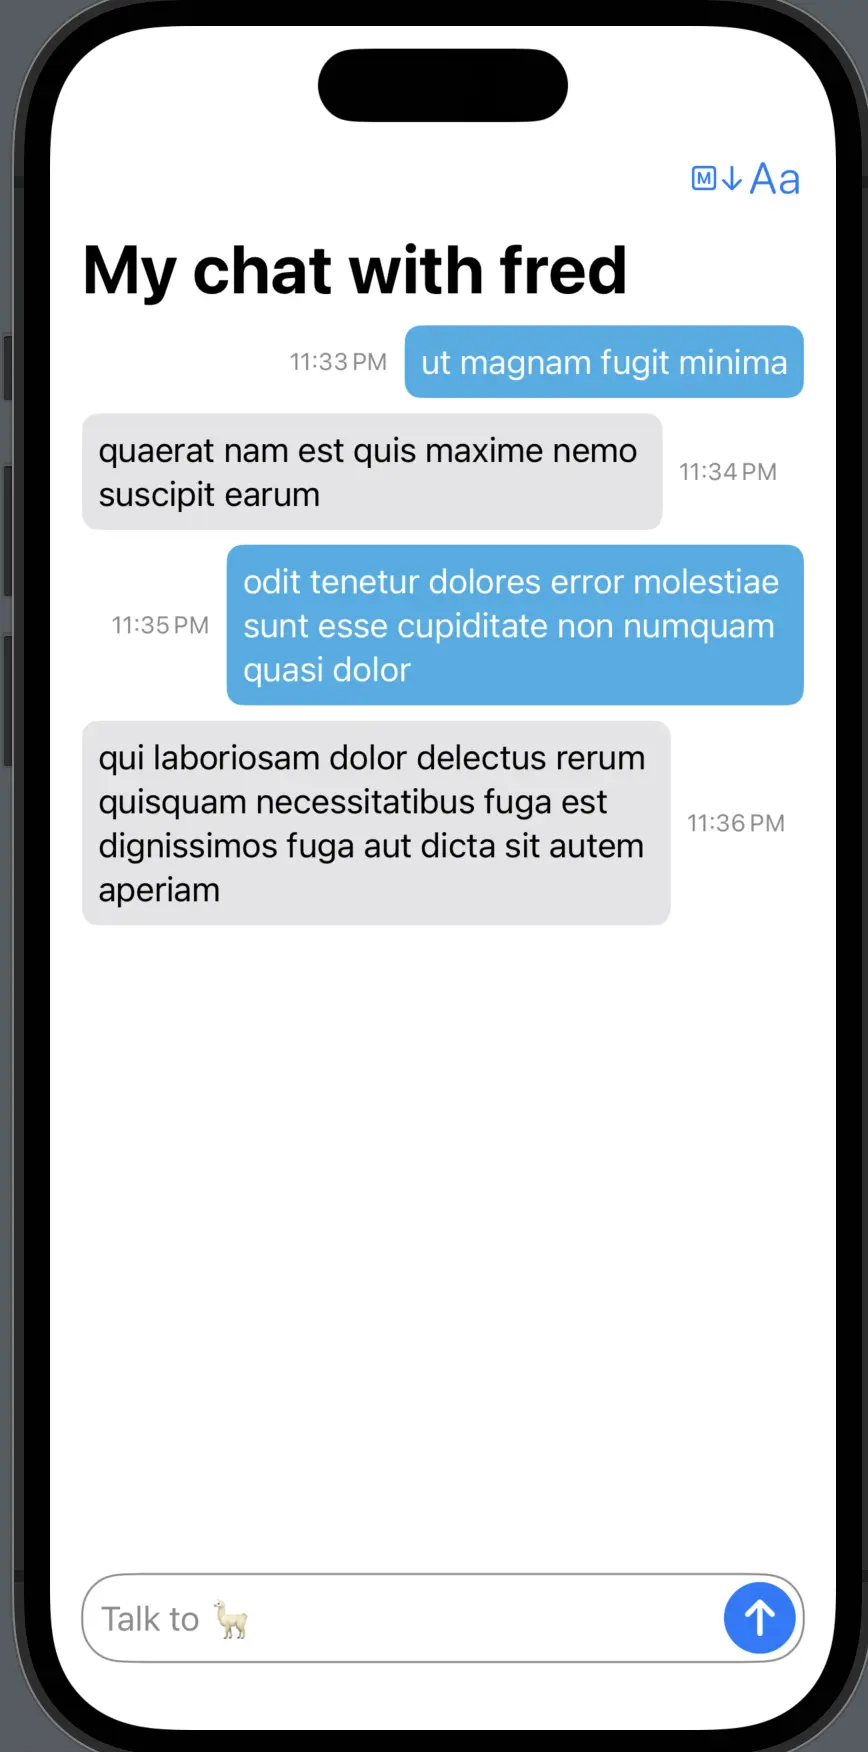 M Aa
My chat with fred
11:33 PM ut magnam fugit minima
quaerat nam est quis maxime nemo
suscipit earum
11:34 PM
odit tenetur dolores error molestiae
sunt esse cupiditate non numquam
quasi dolor
11:35 PM
qui laboriosam dolor delectus rerum
quisquam necessitatibus fuga est
dignissimos fuga aut dicta sit autem
aperiam
11:36 PM
Talk to 🦙